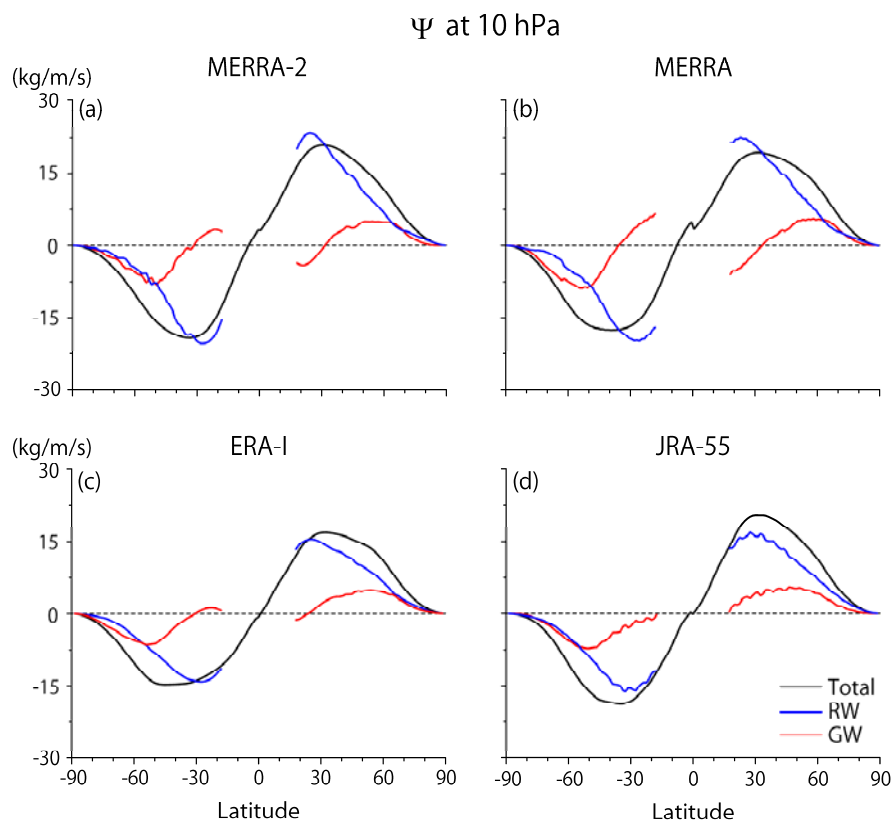 Ψ at 10 hPa
MERRA-2 MERRA
(kg/m/s)
30 (a) (b)
15
0
-15
-30
ERA-I JRA-55
(kg/m/s)
30 (c) (d)
15
0
-15
Total
RW
GW
-30
-90 -60 -30 0 30 60 90 -90 -60 -30 0 30 60 90
Latitude Latitude